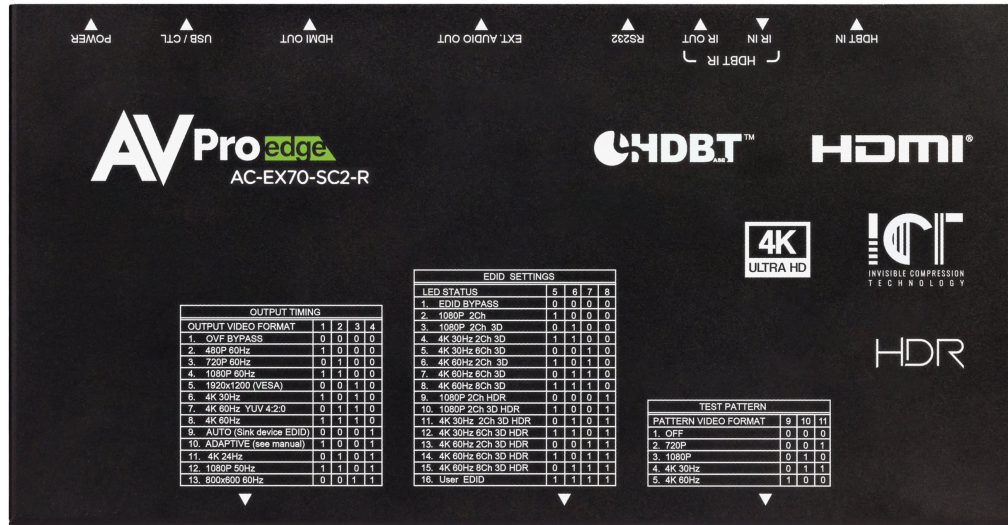 POWER
USB / CTL
HDMI OUT
EXT. AUDIO OUT
RS232
IR OUT
IR IN
HDBT IR
HDBT IN
AVPro edge
AC-EX70-SC2-R
HDBT™
HDMI®
4K
ULTRA HD
ICT
INVISIBLE COMPRESSION
TECHNOLOGY
HDR
OUTPUT TIMING
OUTPUT VIDEO FORMAT 1 2 3 4
1. OVF BYPASS 0 0 0 0
2. 480P 60Hz 1 0 0 0
3. 720P 60Hz 0 1 0 0
4. 1080P 60Hz 1 1 0 0
5. 1920x1200 (VESA) 0 0 1 0
6. 4K 30Hz 1 0 1 0
7. 4K 60Hz YUV 4:2:0 0 1 1 0
8. 4K 60Hz 1 1 1 0
9. AUTO (Sink device EDID) 0 0 0 1
10. ADAPTIVE (see manual) 1 0 0 1
11. 4K 24Hz 0 1 0 1
12. 1080P 50Hz 1 1 0 1
13. 800x600 60Hz 0 0 1 1
EDID SETTINGS
LED STATUS 5 6 7 8
1. EDID BYPASS 0 0 0 0
2. 1080P 2Ch 1 0 0 0
3. 1080P 2Ch 3D 0 1 0 0
4. 4K 30Hz 2Ch 3D 1 1 0 0
5. 4K 30Hz 6Ch 3D 0 0 1 0
6. 4K 60Hz 2Ch 3D 1 0 1 0
7. 4K 60Hz 6Ch 3D 0 1 1 0
8. 4K 60Hz 8Ch 3D 1 1 1 0
9. 1080P 2Ch HDR 0 0 0 1
10. 1080P 2Ch 3D HDR 1 0 0 1
11. 4K 30Hz 2Ch 3D HDR 0 1 0 1
12. 4K 30Hz 6Ch 3D HDR 1 1 0 1
13. 4K 60Hz 2Ch 3D HDR 0 0 1 1
14. 4K 60Hz 6Ch 3D HDR 1 0 1 1
15. 4K 60Hz 8Ch 3D HDR 0 1 1 1
16. User EDID 1 1 1 1
TEST PATTERN
PATTERN VIDEO FORMAT 9 10 11
1. OFF 0 0 0
2. 720P 0 0 1
3. 1080P 0 1 0
4. 4K 30Hz 0 1 1
5. 4K 60Hz 1 0 0